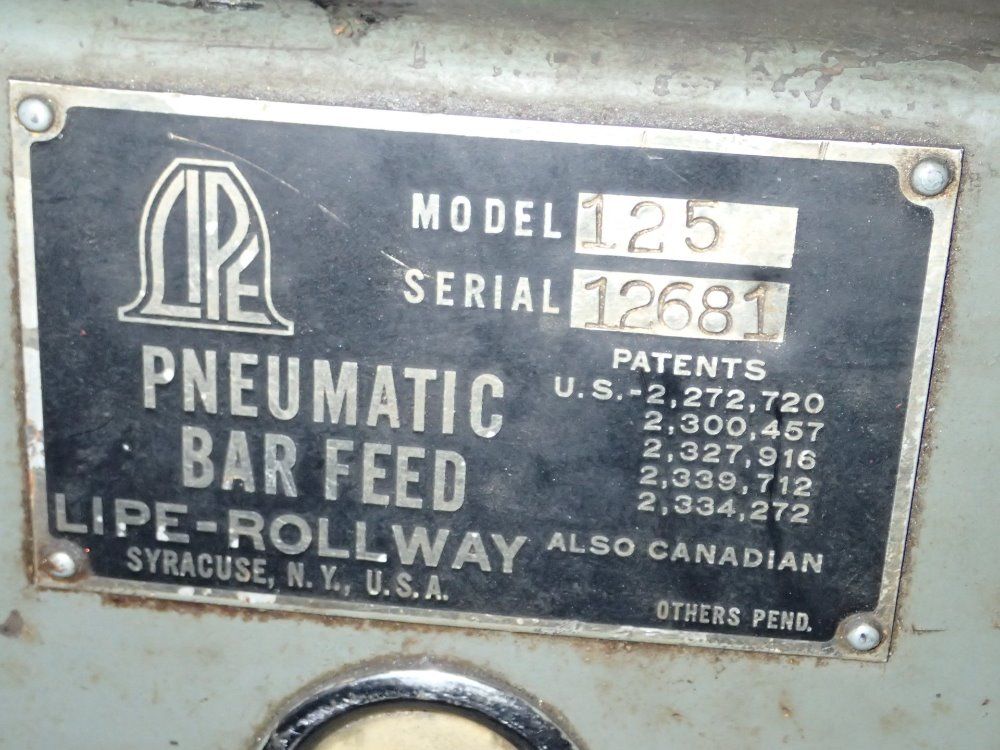 LIPE
MODEL 125
SERIAL 12681
PNEUMATIC
BAR FEED
LIPE-ROLLWAY
SYRACUSE, N.Y., U.S.A.
PATENTS
U.S.-2,272,720
2,300,457
2,327,916
2,339,712
2,334,272
ALSO CANADIAN
OTHERS PEND.